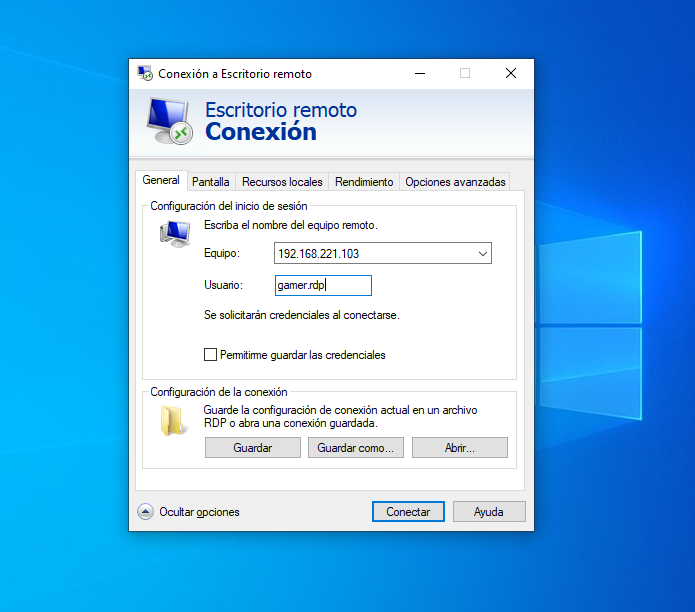 Conexión a Escritorio remoto
Escritorio remoto
Conexión
General Pantalla Recursos locales Rendimiento Opciones avanzadas
Configuración del inicio de sesión
Escriba el nombre del equipo remoto.
Equipo: 192.168.221.103
Usuario: gamer.rdp
Se solicitarán credenciales al conectarse.
Permitirme guardar las credenciales
Configuración de la conexión
Guarde la configuración de conexión actual en un archivo
RDP o abra una conexión guardada.
Guardar Guardar como... Abrir...
Ocultar opciones Conectar Ayuda